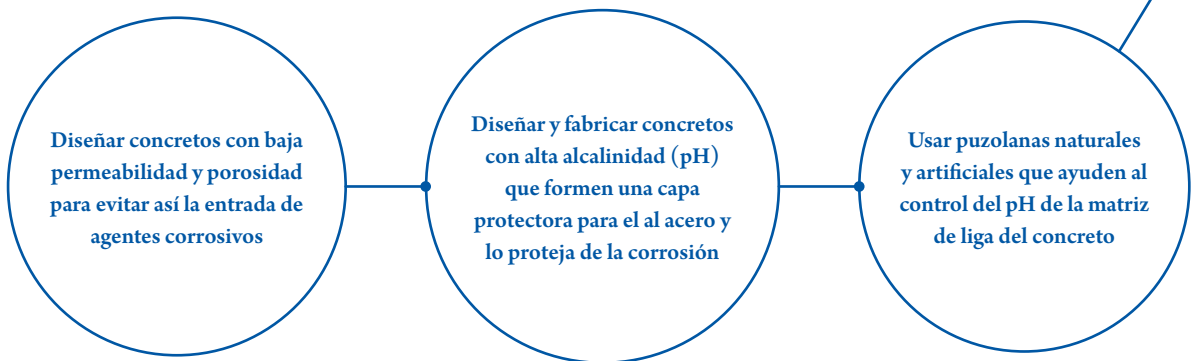 Diseñar concretos con baja
permeabilidad y porosidad
para evitar así la entrada de
agentes corrosivos
Diseñar y fabricar concretos
con alta alcalinidad (pH)
que formen una capa
protectora para el al acero y
lo proteja de la corrosión
Usar puzolanas naturales
y artificiales que ayuden al
control del pH de la matriz
de liga del concreto